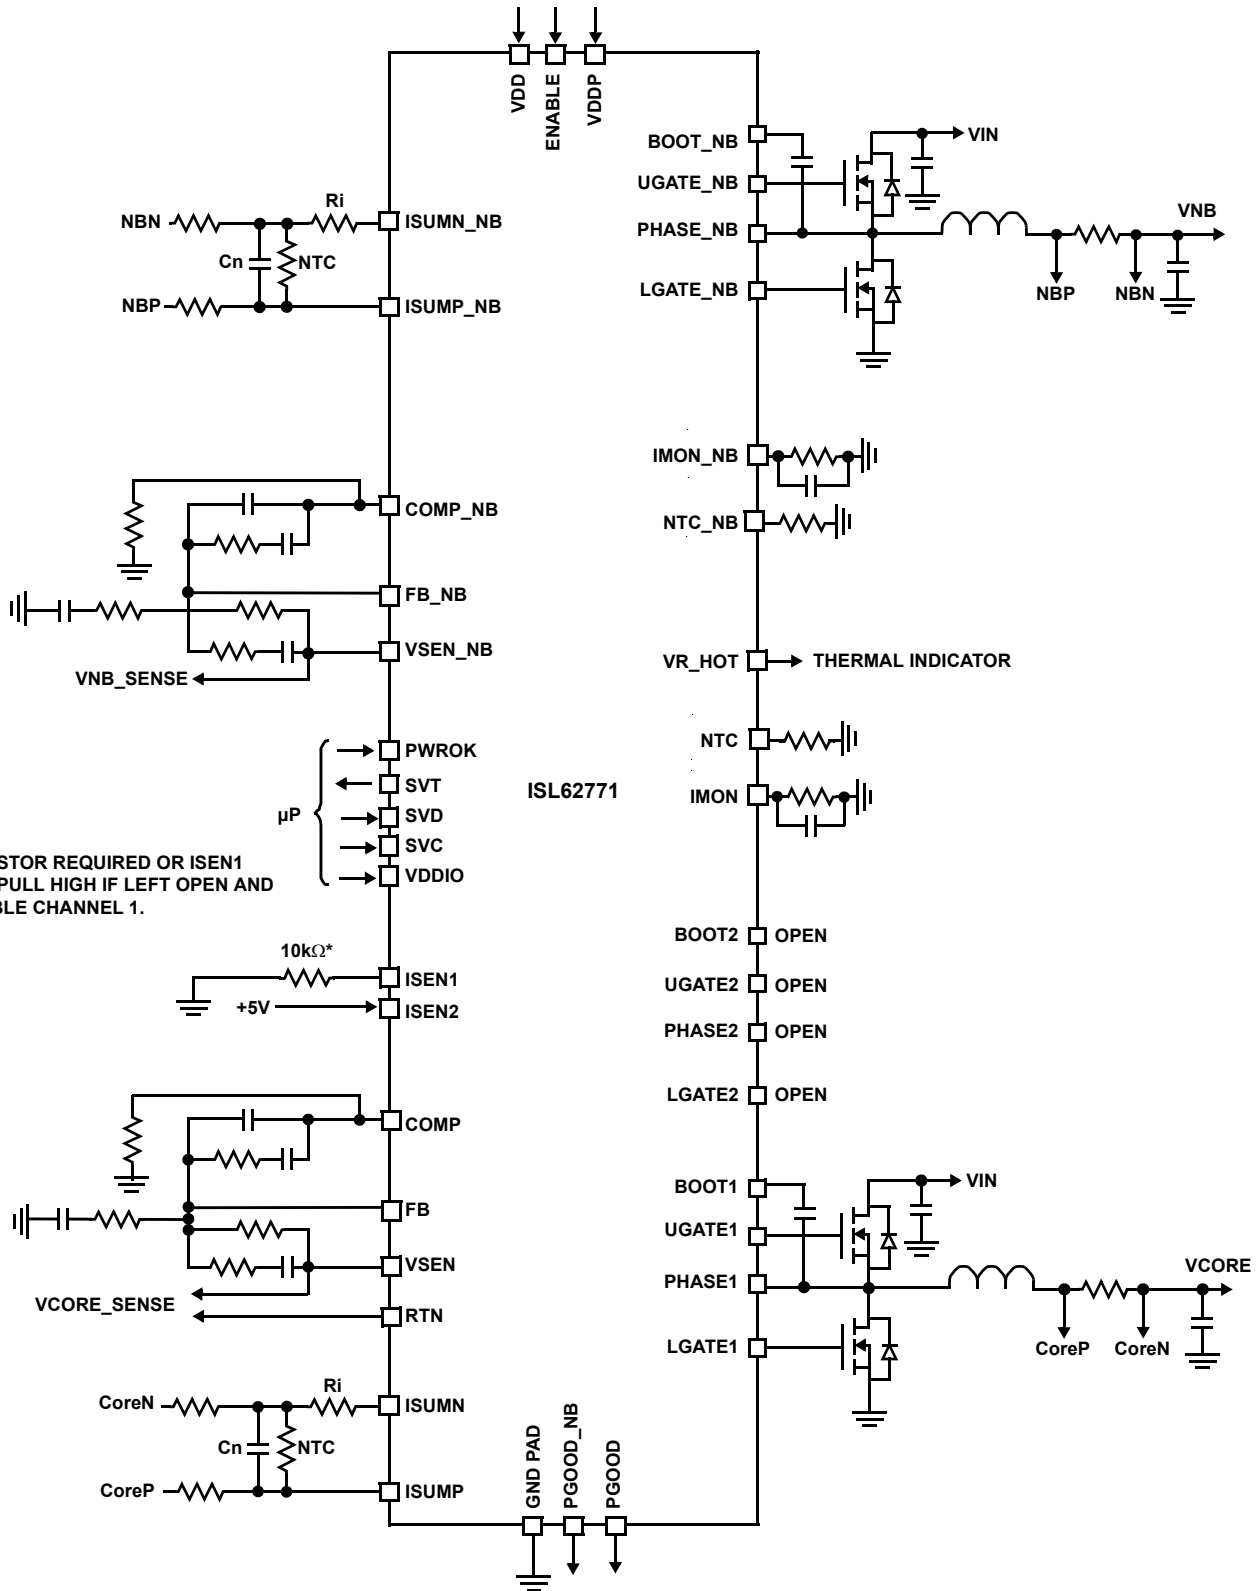 VDD
ENABLE
VDDP
BOOT_NB
VIN
UGATE_NB
PHASE_NB
VNB
LGATE_NB
NBP
NBN
NBN
Ri
ISUMN_NB
Cn
NTC
NBP
ISUMP_NB
IMON_NB
NTC_NB
COMP_NB
FB_NB
VSEN_NB
VNB_SENSE
VR_HOT
THERMAL INDICATOR
NTC
IMON
µP
PWROK
SVT
SVD
SVC
VDDIO
ISL62771
STOR REQUIRED OR ISEN1
PULL HIGH IF LEFT OPEN AND
BLE CHANNEL 1.
10kΩ*
ISEN1
+5V
ISEN2
BOOT2
OPEN
UGATE2
OPEN
PHASE2
OPEN
LGATE2
OPEN
COMP
FB
VSEN
VCORE_SENSE
RTN
BOOT1
VIN
UGATE1
PHASE1
VCORE
LGATE1
CoreP
CoreN
CoreN
Ri
ISUMN
Cn
NTC
CoreP
ISUMP
GND PAD
PGOOD_NB
PGOOD